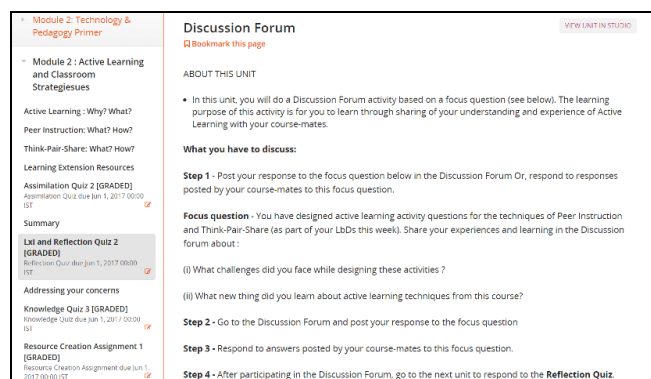 Module 2: Technology &
Pedagogy Primer
Module 2 : Active Learning
and Classroom
Strategiesues
Active Learning : Why? What?
Peer Instruction: What? How?
Think-Pair-Share: What? How?
Learning Extension Resources
Assimilation Quiz 2 [GRADED]
Assimilation Quiz due Jun 1, 2017 00:00
IST
Summary
LxI and Reflection Quiz 2
[GRADED]
Reflection Quiz due Jun 1, 2017 00:00
IST
Addressing your concerns
Knowledge Quiz 3 [GRADED]
Knowledge Quiz due Jun 1, 2017 00:00
IST
Resource Creation Assignment 1
[GRADED]
Resource Creation Assignment due Jun 1,
2017 00:00 IST
Discussion Forum
VIEW UNIT IN STUDIO
Bookmark this page
ABOUT THIS UNIT
• In this unit, you will do a Discussion Forum activity based on a focus question (see below). The learning
purpose of this activity is for you to learn through sharing of your understanding and experience of Active
Learning with your course-mates.
What you have to discuss:
Step 1 - Post your response to the focus question below in the Discussion Forum Or, respond to responses
posted by your course-mates to this focus question.
Focus question - You have designed active learning activity questions for the techniques of Peer Instruction
and Think-Pair-Share (as part of your LbDs this week). Share your experiences and learning in the Discussion
forum about :
(i) What challenges did you face while designing these activities ?
(ii) What new thing did you learn about active learning techniques from this course?
Step 2 - Go to the Discussion Forum and post your response to the focus question
Step 3 - Respond to answers posted by your course-mates to this focus question.
Step 4 - After participating in the Discussion Forum, go to the next unit to respond to the Reflection Quiz.